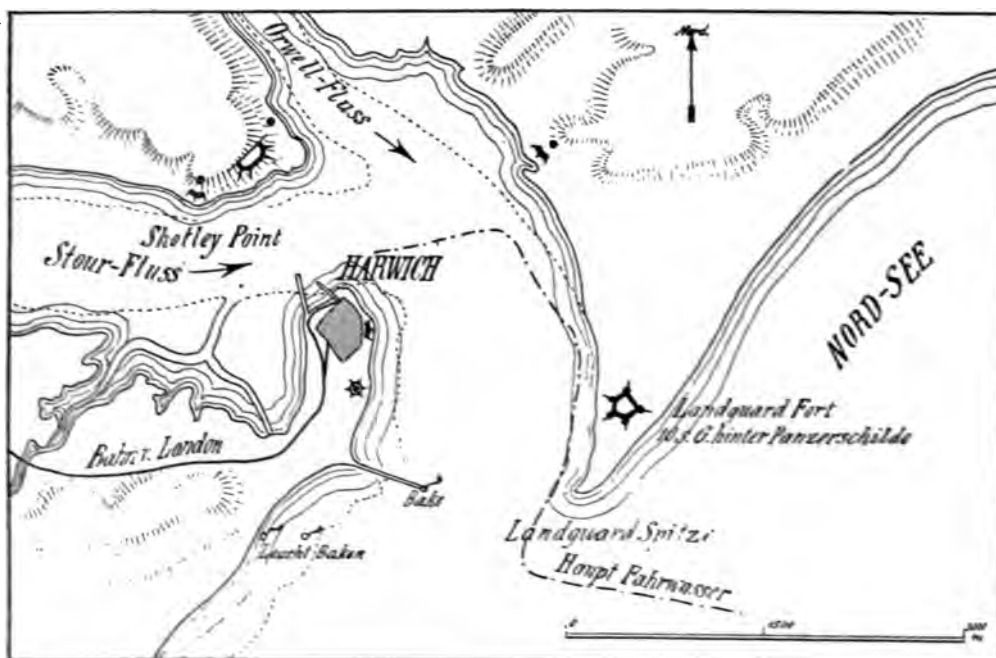 Nord.
Orwell-Fluss
Shotley Point
Stour-Fluss
HARWICH
NORD-SEE
Landguard Fort
10.s.G.hinter Panzerschilde
Bahn v. London
Bake
Leucht Baken
Landguard Spitze
Haupt Fahrwasser
0 1500 3000
m